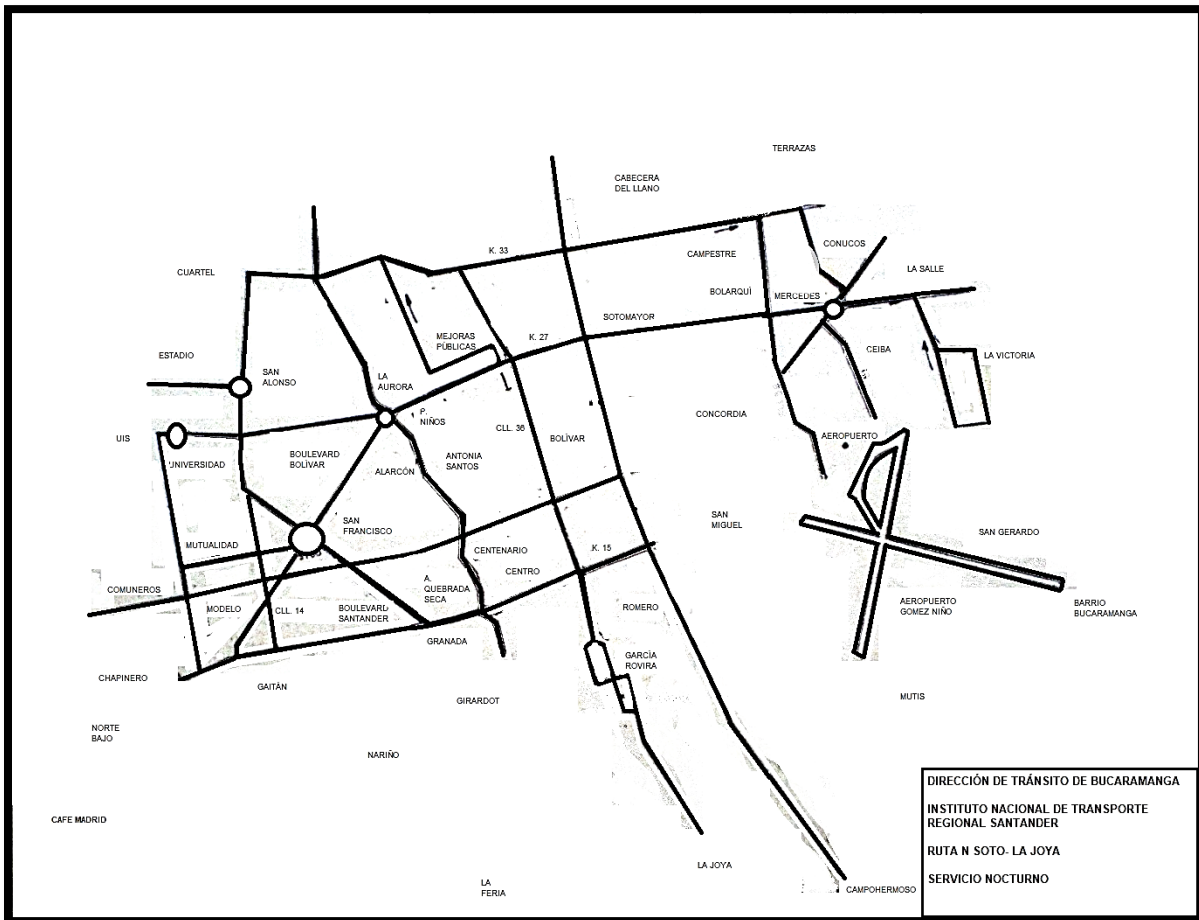 TERRAZAS
CABECERA
DEL LLANO
CONUCOS
K. 33
CAMPESTRE
CUARTEL
LA SALLE
BOLARQUÍ
MERCEDES
SOTOMAYOR
MEJORAS
PÚBLICAS
K. 27
CEIBA
ESTADIO
LA VICTORIA
SAN
ALONSO
LA
AURORA
P.
NIÑOS
CONCORDIA
CLL. 36
BOLÍVAR
AEROPUERTO
UIS
UNIVERSIDAD
BOULEVARD
BOLÍVAR
ALARCÓN
ANTONIA
SANTOS
SAN
FRANCISCO
SAN
MIGUEL
SAN GERARDO
MUTUALIDAD
CENTENARIO
K. 15
CENTRO
COMUNEROS
MODELO
CLL. 14
BOULEVARD
SANTANDER
A.
QUEBRADA
SECA
ROMERO
AEROPUERTO
GOMEZ NIÑO
BARRIO
BUCARAMANGA
GRANADA
GARCÍA
ROVIRA
CHAPINERO
GAITÁN
GIRARDOT
MUTIS
NORTE
BAJO
NARIÑO
CAFE MADRID
LA JOYA
LA
FERIA
CAMPOHERMOSO
DIRECCIÓN DE TRÁNSITO DE BUCARAMANGA
INSTITUTO NACIONAL DE TRANSPORTE
REGIONAL SANTANDER
RUTA N SOTO- LA JOYA
SERVICIO NOCTURNO